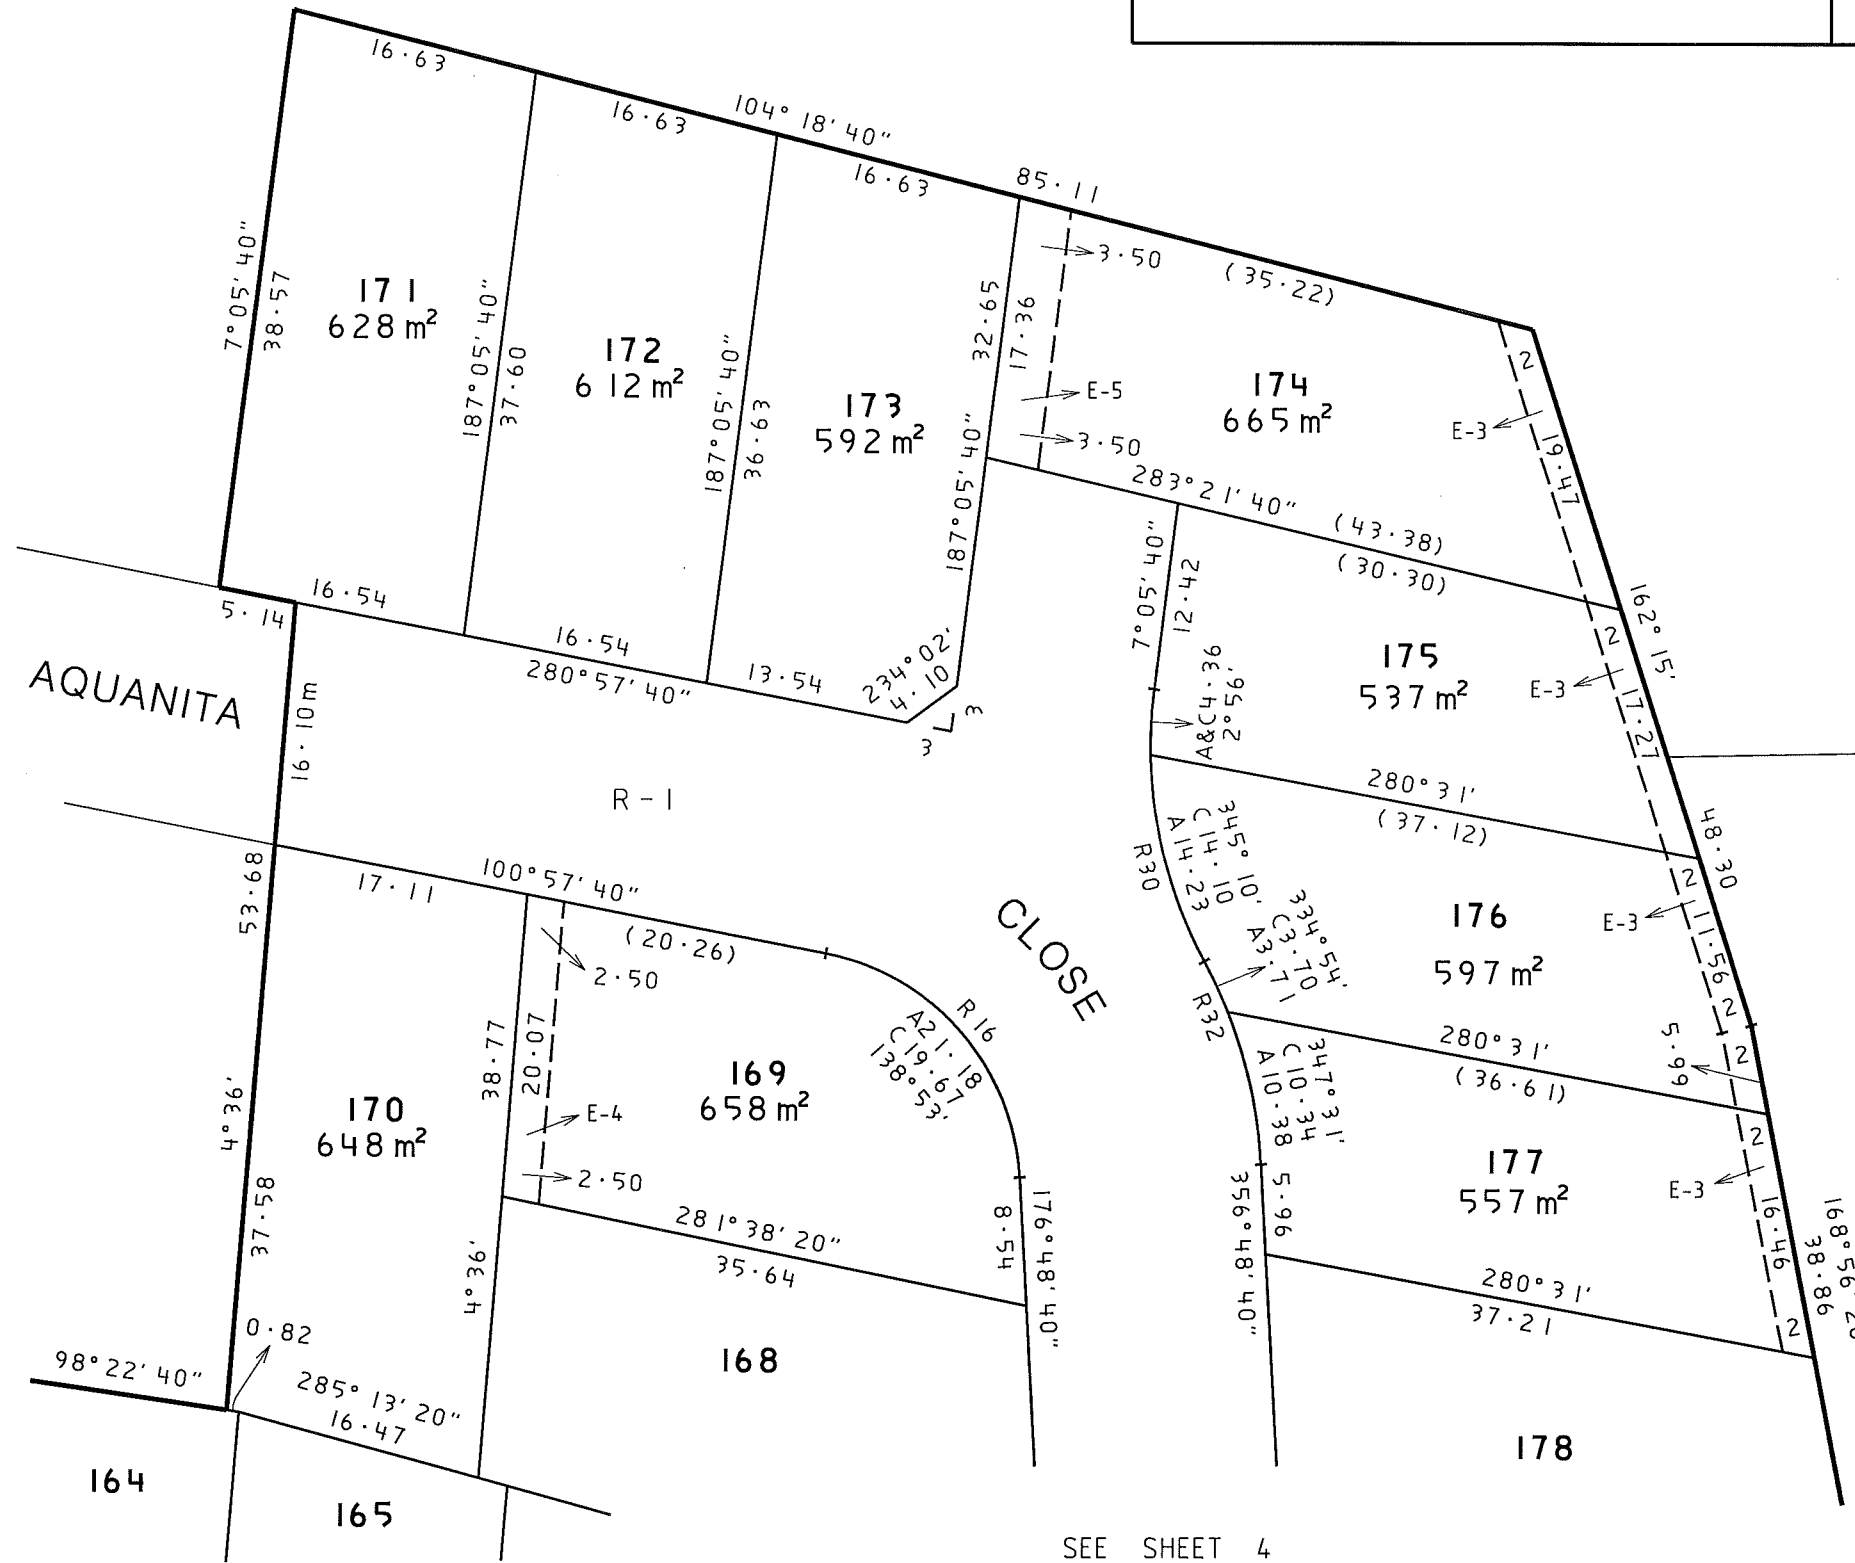 16·63
16·63
104° 18' 40"
16·63
85·11
3·50
(35·22)
7°05'40"
38·57
171
628 m²
187°05'40"
37·60
172
612 m²
187°05'40"
36·63
173
592 m²
32·65
17·36
187°05'40"
E-5
3·50
174
665 m²
2
E-3
19·47
283°21'40"
(43·38)
(30·30)
162° 15'
5·14
16·54
16·54
280°57'40"
13·54
234°02'
4·10
3
3
7°05'40"
12·42
A&C4·36
2°56'
175
537 m²
2
E-3
17·27
AQUANITA
16·10m
R-1
280°31'
(37·12)
48·30
53·68
17·11
100°57'40"
(20·26)
2·50
CLOSE
R30
345°10'
C14·10
A14·23
334°54'
C3·70
A3·71
R32
176
597 m²
2
E-3
11·56
2
2
5·99
4°36'
37·58
170
648 m²
38·77
20·07
E-4
2·50
169
658 m²
R16
A21·18
C19·67
138°53'
347°31'
C10·34
A10·38
280°31'
(36·61)
177
557 m²
2
E-3
16·46
2
168°56'20
38·86
4°36'
281°38'20"
35·64
8·54
176°48'40"
5·96
356°48'40"
280°31'
37·21
0·82
98°22'40"
285°13'20"
16·47
168
178
164
165
SEE SHEET 4